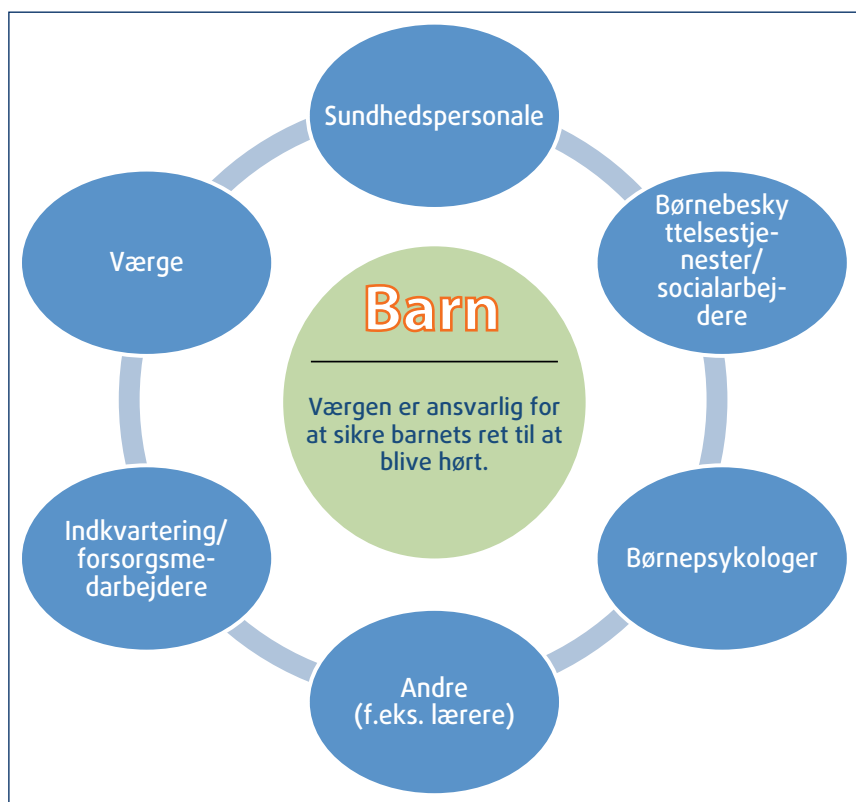 Sundhedspersonale
Børnebesky
ttelsestje-
nester/
socialarbej-
dere
Værge
Barn
Værgen er ansvarlig for
at sikre barnets ret til at
blive hørt.
Indkvartering/
forsorgsme-
darbejdere
Børnepsykologer
Andre
(f.eks. lærere)